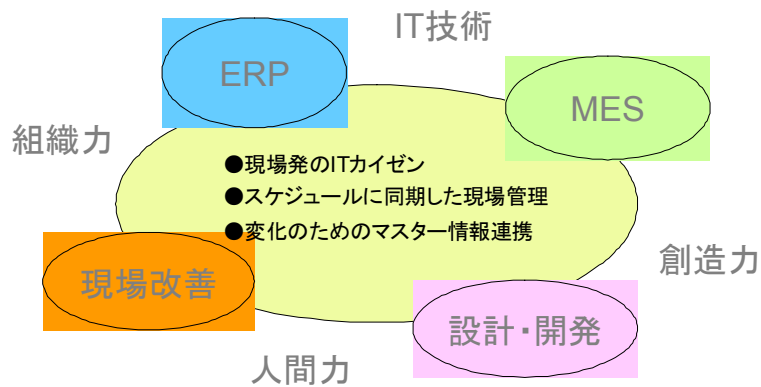 IT技術
ERP
MES
組織力
●現場発のITカイゼン
●スケジュールに同期した現場管理
●変化のためのマスター情報連携
創造力
現場改善
設計・開発
人間力